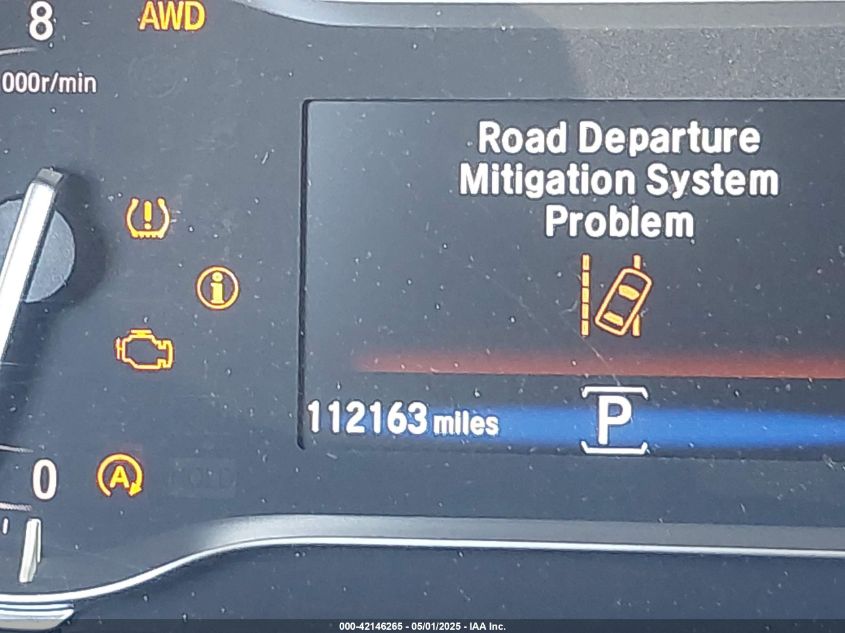 8
AWD
000r/min
Road Departure
Mitigation System
Problem
112163 miles
P
0
A
000-42146265 - 05/01/2025 - IAA Inc.